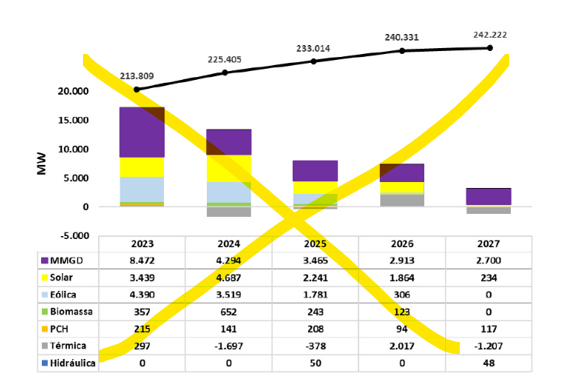 240.331 242.222
233.014
225.405
213.809
20.000
15.000
10.000
5.000
0
-5.000
MW
2023 2024 2025 2026 2027
MMGD 8.472 4.294 3.465 2.913 2.700
Solar 3.439 4.687 2.241 1.864 234
Eólica 4.390 3.519 1.781 306 0
Biomassa 357 652 243 123 0
PCH 215 141 208 94 117
Térmica 297 -1.697 -378 2.017 -1.207
Hidráulica 0 0 50 0 48